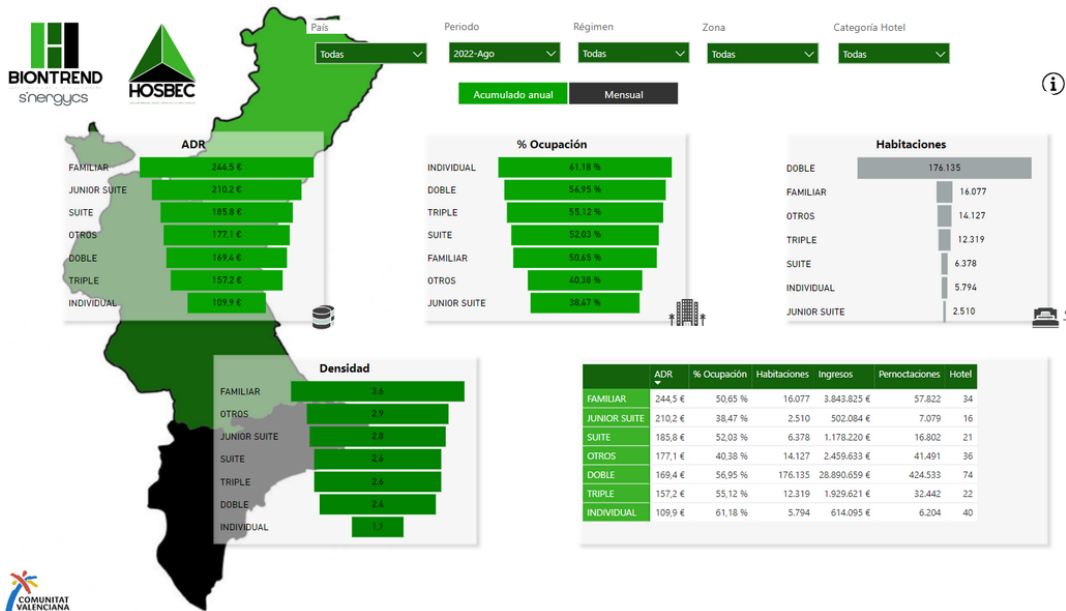 País
Periodo
Régimen
Zona
Categoría Hotel
Todas
2022-Ago
Todas
Todas
Todas
BIONTREND
s'nergycs
HOSBEC
Acumulado anual
Mensual
ADR
FAMILIAR 244,5 €
JUNIOR SUITE 210,2 €
SUITE 185,8 €
OTROS 177,1 €
DOBLE 169,4 €
TRIPLE 157,2 €
INDIVIDUAL 109,9 €
% Ocupación
INDIVIDUAL 61,18 %
DOBLE 56,95 %
TRIPLE 55,12 %
SUITE 52,03 %
FAMILIAR 50,65 %
OTROS 40,38 %
JUNIOR SUITE 38,47 %
Habitaciones
DOBLE 176.135
FAMILIAR 16.077
OTROS 14.127
TRIPLE 12.319
SUITE 6.378
INDIVIDUAL 5.794
JUNIOR SUITE 2.510
Densidad
FAMILIAR 3,6
OTROS 2,9
JUNIOR SUITE 2,8
SUITE 2,6
TRIPLE 2,6
DOBLE 2,4
INDIVIDUAL 1,1
ADR % Ocupación Habitaciones Ingresos Pernoctaciones Hotel
FAMILIAR 244,5 € 50,65 % 16.077 3.843.825 € 57.822 34
JUNIOR SUITE 210,2 € 38,47 % 2.510 502.084 € 7.079 16
SUITE 185,8 € 52,03 % 6.378 1.178.220 € 16.802 21
OTROS 177,1 € 40,38 % 14.127 2.459.633 € 41.491 36
DOBLE 169,4 € 56,95 % 176.135 28.890.659 € 424.533 74
TRIPLE 157,2 € 55,12 % 12.319 1.929.621 € 32.442 22
INDIVIDUAL 109,9 € 61,18 % 5.794 614.095 € 6.204 40
COMUNITAT
VALENCIANA